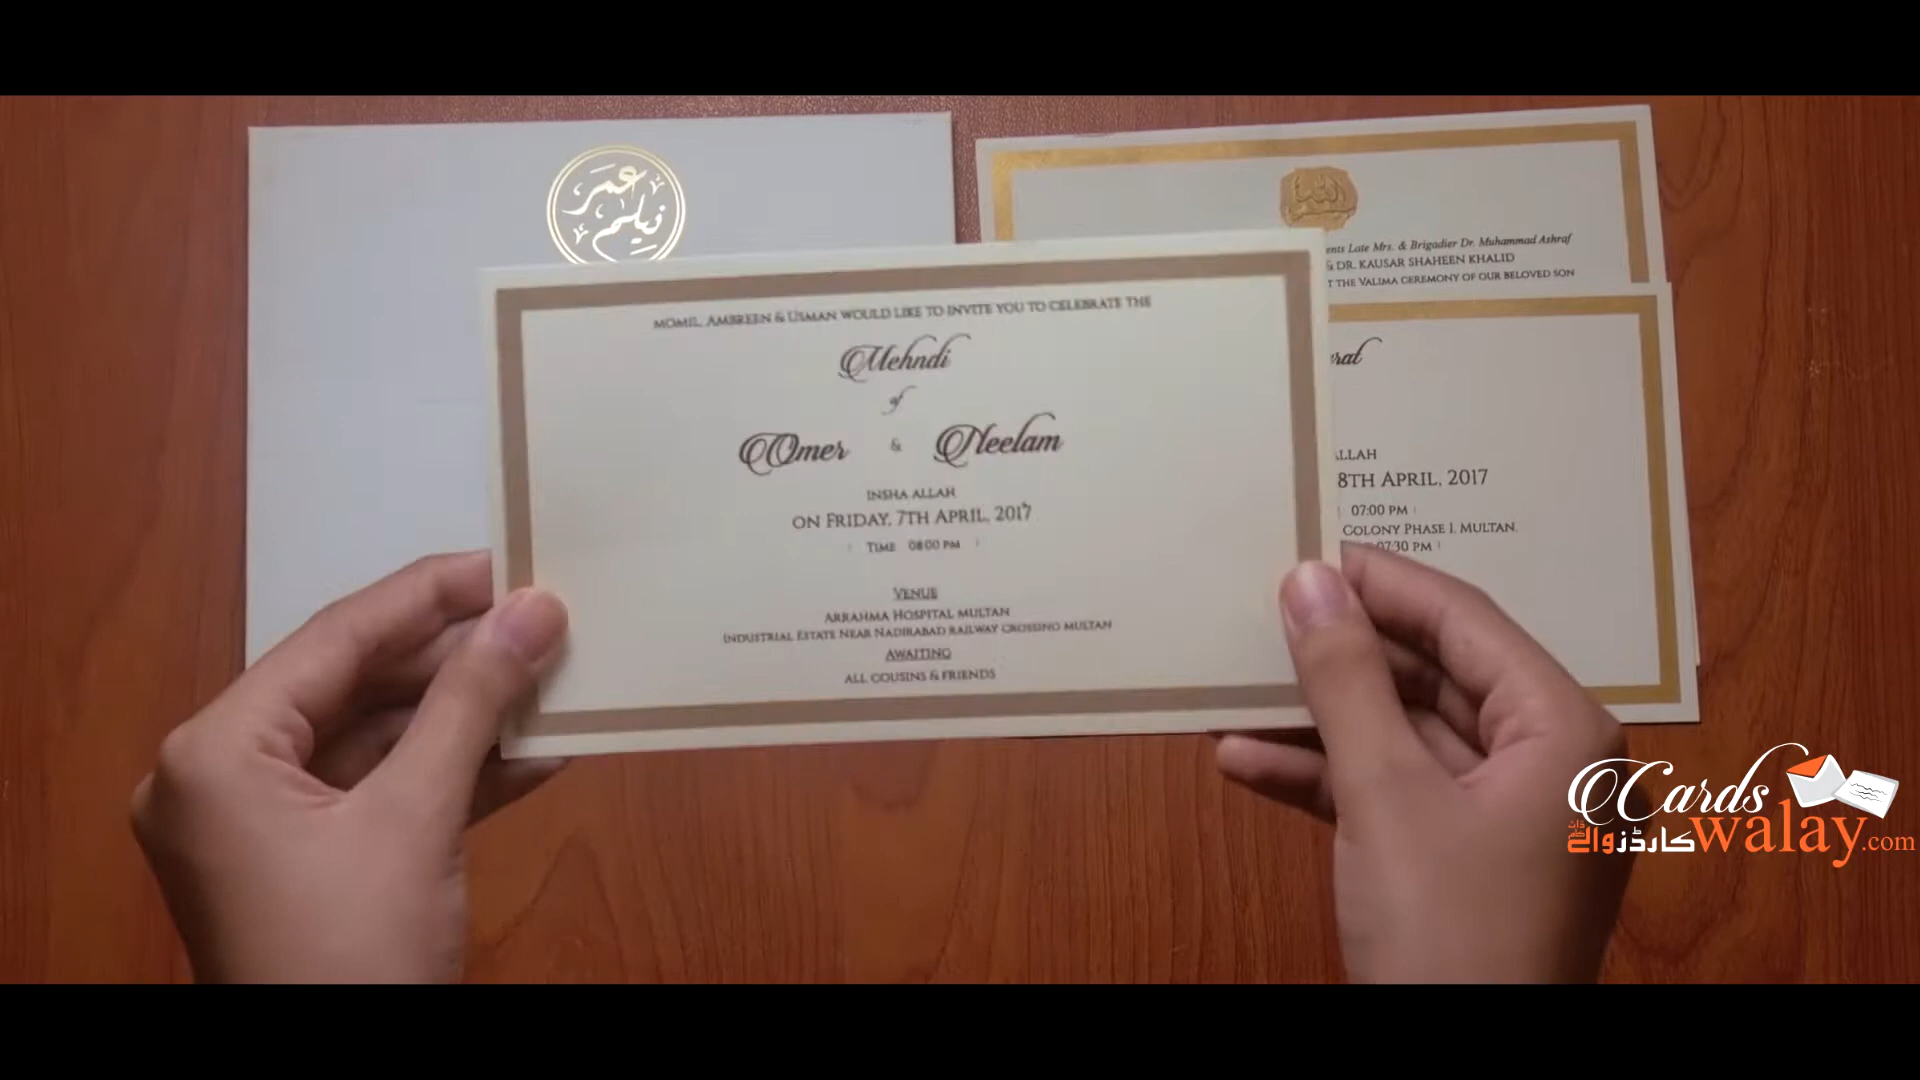 عمر
نیلم
ents Late Mrs. & Brigadier Dr. Muhammad Ashraf
& DR. KAUSAR SHAHEEN KHALID
T THE VALIMA CEREMONY OF OUR BELOVED SON
MOMIL, AMBREEN & USMAN WOULD LIKE TO INVITE YOU TO CELEBRATE THE
Mehndi
of
Omer & Neelam
INSHA ALLAH
ON FRIDAY, 7TH APRIL, 2017
TIME 08:00 PM
VENUE
ARRAHMA HOSPITAL MULTAN
INDUSTRIAL ESTATE NEAR NADIRABAD RAILWAY CROSSING MULTAN
AWAITING
ALL COUSINS & FRIENDS
rat
ALLAH
8TH APRIL, 2017
07:00 PM
COLONY PHASE I, MULTAN.
07:30 PM
Cards
walay.com
کارڈز والے ڈاٹ کام